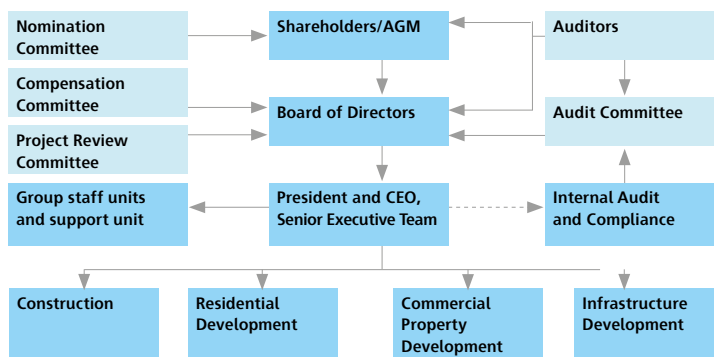 Nomination
Committee
Shareholders/AGM
Auditors
Compensation
Committee
Board of Directors
Audit Committee
Project Review
Committee
Group staff units
and support unit
President and CEO,
Senior Executive Team
Internal Audit
and Compliance
Construction
Residential
Development
Commercial
Property
Development
Infrastructure
Development